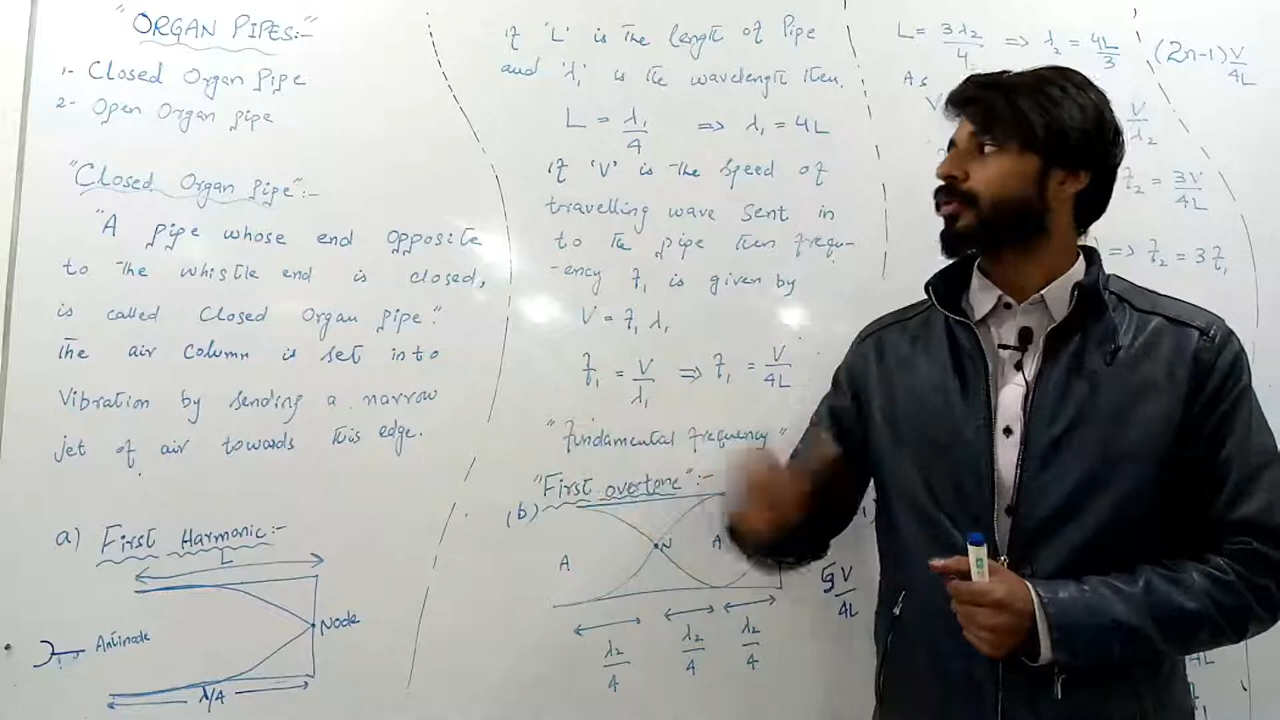 "ORGAN PIPES:-"
1- Closed Organ Pipe
2- Open Organ pipe
"Closed Organ Pipe":-
"A pipe whose end opposite
to the whistle end is closed,
is called Closed Organ pipe."
The air column is set into
vibration by sending a narrow
jet of air towards this edge.
a) First Harmonic:-
L
Node
Antinode
λ/4
If 'L' is the length of Pipe
and 'λ₁' is the wavelength then.
L = λ₁/4 => λ₁ = 4L
If 'V' is the speed of
travelling wave sent in
to the pipe then frequ-
-ency f₁ is given by
V = f₁ λ₁
f₁ = V/λ₁ => f₁ = V/4L
"fundamental frequency"
"First overtone":-
(b)
A N A
λ₂/4 λ₂/4 λ₂/4
L = 3λ₂/4 => λ₂ = 4L/3
As
V
V/λ₂
f₂ = 3V/4L
=> f₂ = 3f₁
(2n-1)V/4L
V/4L